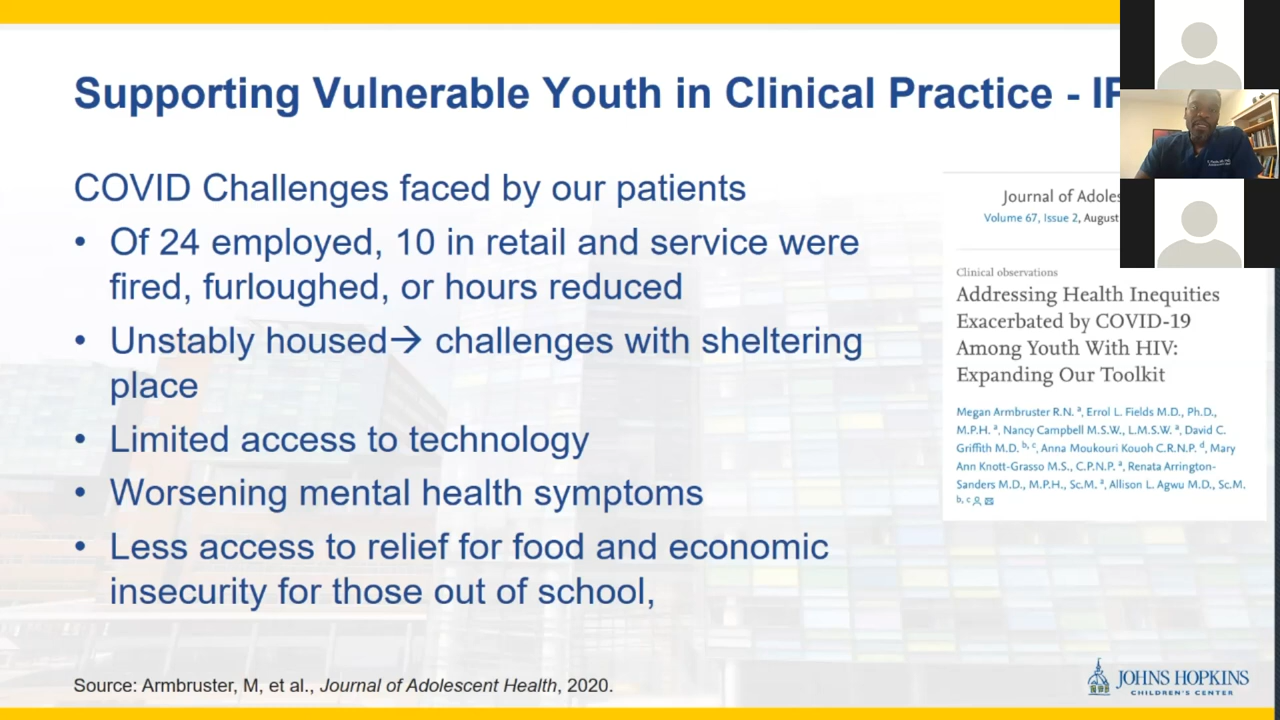 Supporting Vulnerable Youth in Clinical Practice -
COVID Challenges faced by our patients
• Of 24 employed, 10 in retail and service were
fired, furloughed, or hours reduced
• Unstably housed→ challenges with sheltering
place
• Limited access to technology
• Worsening mental health symptoms
• Less access to relief for food and economic
insecurity for those out of school,
Source: Armbruster, M, et al., Journal of Adolescent Health, 2020.
Journal of
Volume 67, Issue 2, August
Clinical observations
Addressing Health Inequities
Exacerbated by COVID-19
Among Youth With HIV:
Expanding Our Toolkit
Megan Armbruster R.N. a, Errol L. Fields M.D., Ph.D.,
M.P.H. a, Nancy Campbell M.S.W., L.M.S.W. a, David C.
Griffith M.D. b, c, Anna Moukouri Kouoh C.R.N.P. d, Mary
Ann Knott-Grasso M.S., C.P.N.P. a, Renata Arrington-
Sanders M.D., M.P.H., Sc.M. a, Allison L. Agwu M.D., Sc.M.
b, c
JOHNS HOPKINS
CHILDREN'S CENTER